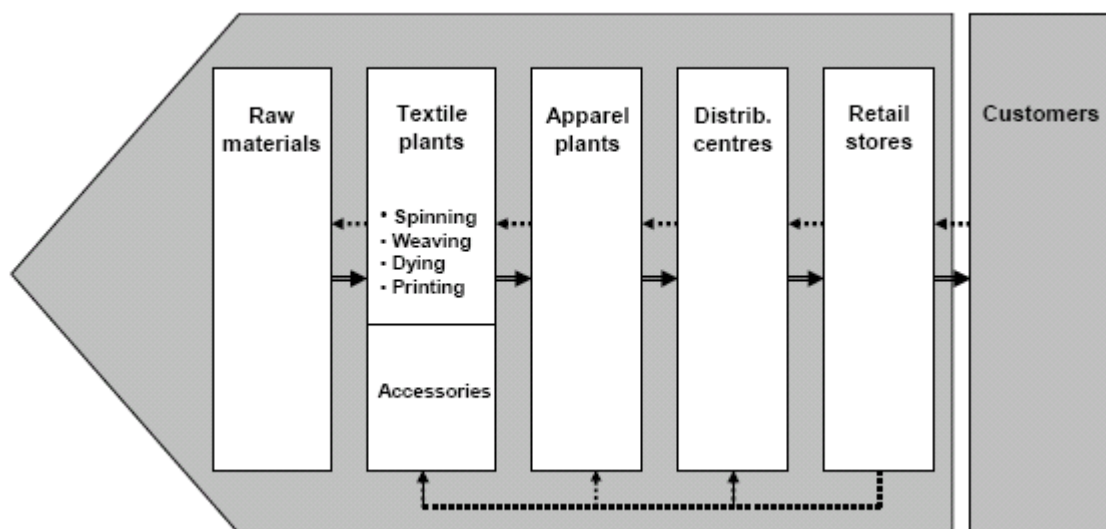 Raw
materials
Textile
plants
• Spinning
• Weaving
• Dying
• Printing
Accessories
Apparel
plants
Distrib.
centres
Retail
stores
Customers